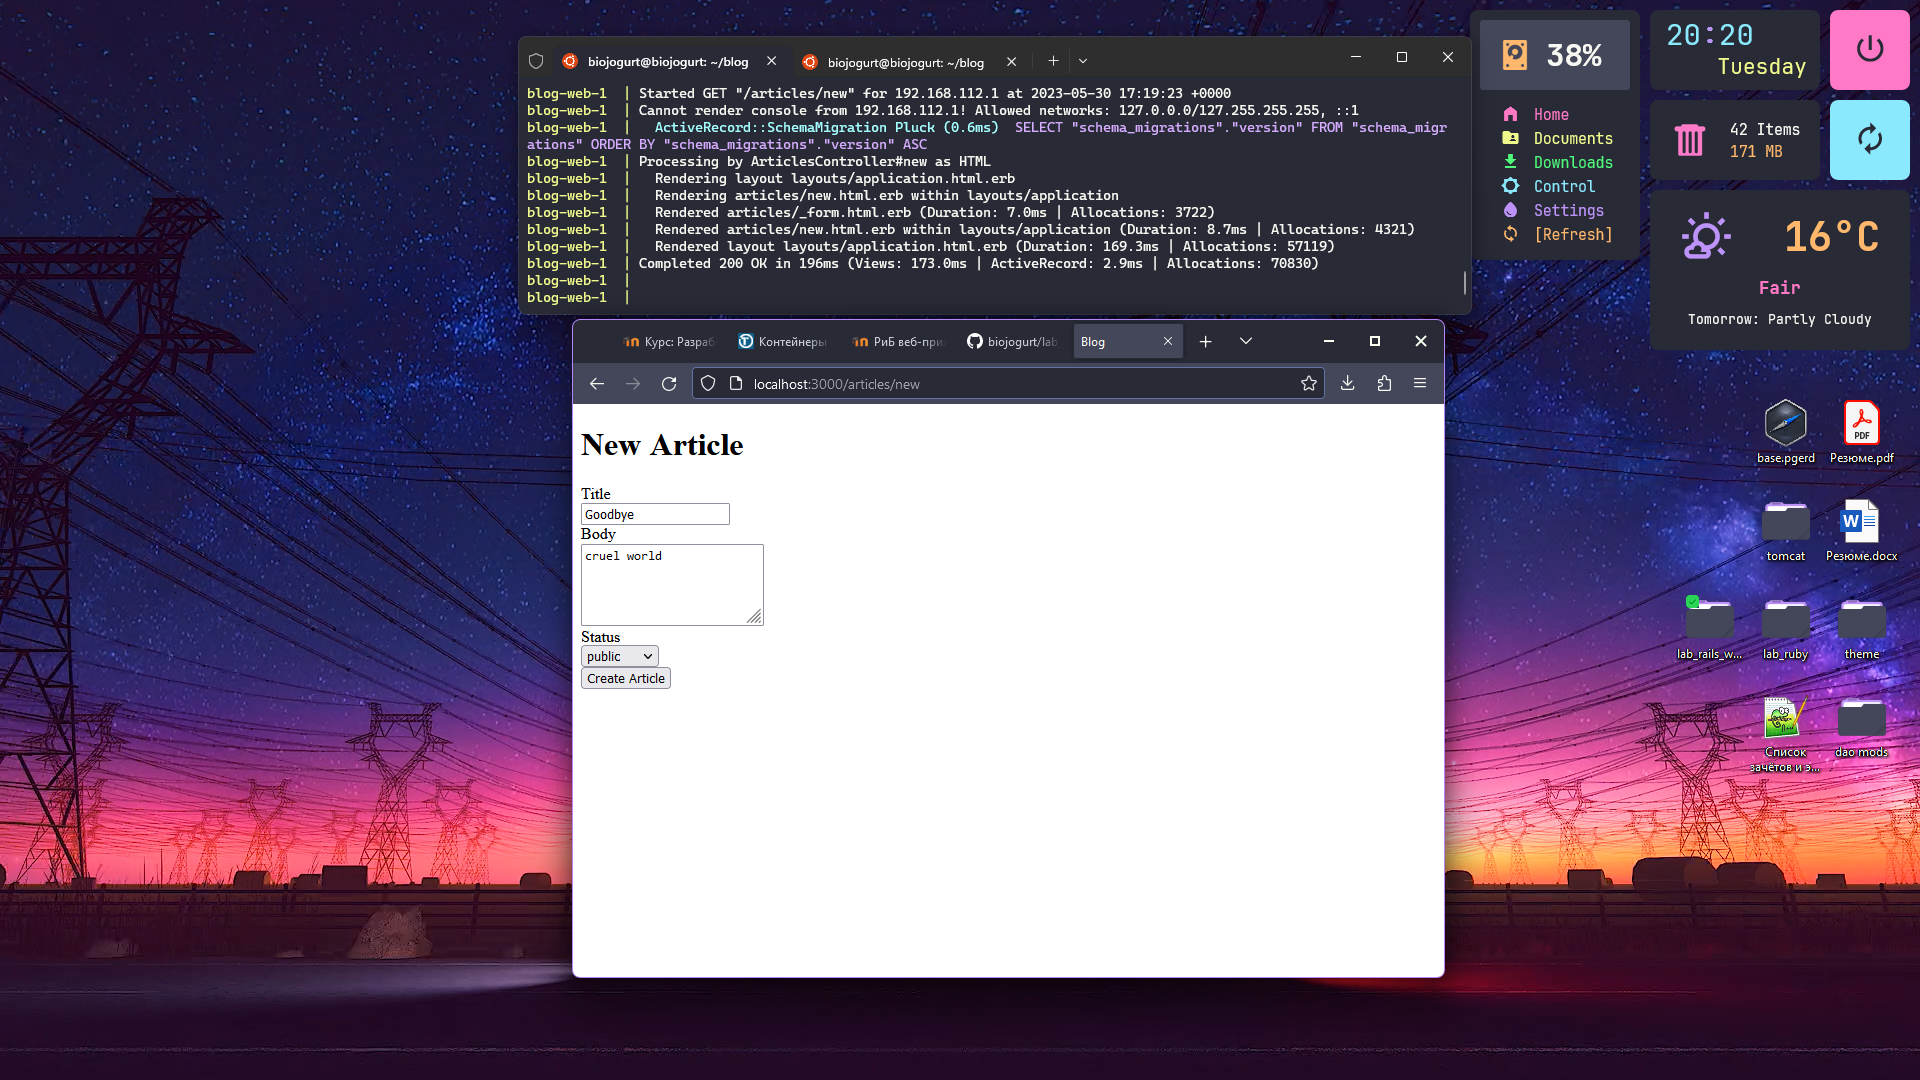 biojogurt@biojogurt: ~/blog
biojogurt@biojogurt: ~/blog
blog-web-1 | Started GET "/articles/new" for 192.168.112.1 at 2023-05-30 17:19:23 +0000
blog-web-1 | Cannot render console from 192.168.112.1! Allowed networks: 127.0.0.0/127.255.255.255, ::1
blog-web-1 | ActiveRecord::SchemaMigration Pluck (0.6ms) SELECT "schema_migrations"."version" FROM "schema_migr
ations" ORDER BY "schema_migrations"."version" ASC
blog-web-1 | Processing by ArticlesController#new as HTML
blog-web-1 | Rendering layout layouts/application.html.erb
blog-web-1 | Rendering articles/new.html.erb within layouts/application
blog-web-1 | Rendered articles/_form.html.erb (Duration: 7.0ms | Allocations: 3722)
blog-web-1 | Rendered articles/new.html.erb within layouts/application (Duration: 8.7ms | Allocations: 4321)
blog-web-1 | Rendered layout layouts/application.html.erb (Duration: 169.3ms | Allocations: 57119)
blog-web-1 | Completed 200 OK in 196ms (Views: 173.0ms | ActiveRecord: 2.9ms | Allocations: 70830)
blog-web-1 |
blog-web-1 |
Курс: Разраб
Контейнеры
РиБ веб-при
biojogurt/lab
Blog
localhost:3000/articles/new
New Article
Title
Goodbye
Body
cruel world
Status
public
Create Article
38%
Home
Documents
Downloads
Control
Settings
[Refresh]
20:20
Tuesday
42 Items
171 MB
16°C
Fair
Tomorrow: Partly Cloudy
base.pgerd
PDF
Резюме.pdf
tomcat
W
Резюме.docx
lab_rails_w...
lab_ruby
theme
Список
зачётов и э...
dao mods